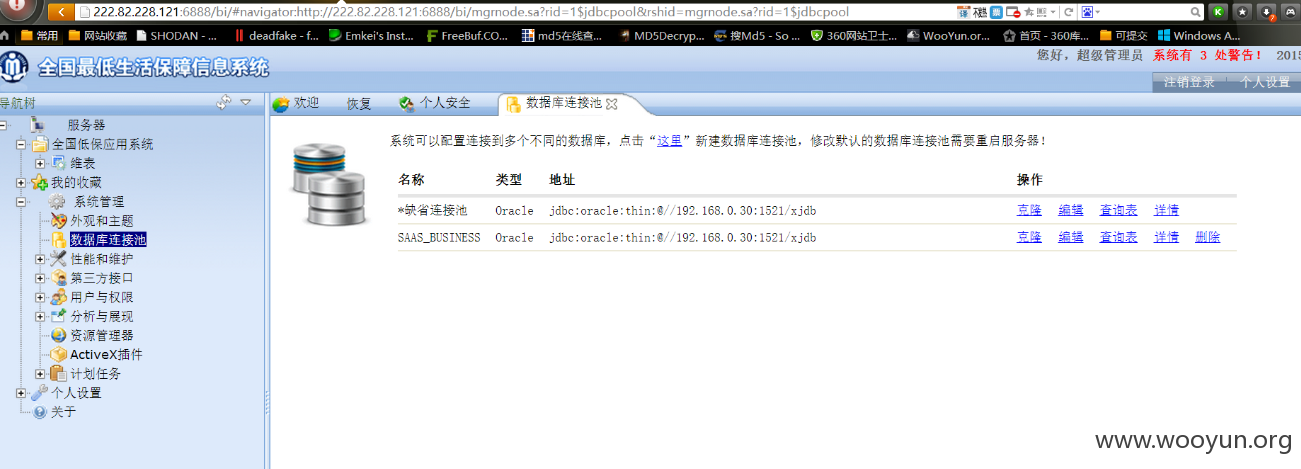 222.82.228.121:6888/bi/#navigator:http://222.82.228.121:6888/bi/mgrnode.sa?rid=1$jdbcpool&rshid=mgrnode.sa?rid=1$jdbcpool
常用 网站收藏 SHODAN - ... deadfake - f... Emkei's Inst... FreeBuf.CO... md5在线查... MD5Decryp... 搜Md5 - So ... 360网站卫士... WooYun.or... 首页 - 360库... 可提交 Windows A...
全国最低生活保障信息系统
您好，超级管理员 系统有 3 处警告！ 2015
注销登录 个人设置
导航树
欢迎 恢复 个人安全 数据库连接池
服务器
全国低保应用系统
维表
我的收藏
系统管理
外观和主题
数据库连接池
性能和维护
第三方接口
用户与权限
分析与展现
资源管理器
ActiveX插件
计划任务
个人设置
关于
系统可以配置连接到多个不同的数据库，点击“这里”新建数据库连接池，修改默认的数据库连接池需要重启服务器！
名称 类型 地址 操作
*缺省连接池 Oracle jdbc:oracle:thin:@//192.168.0.30:1521/xjdb 克隆 编辑 查询表 详情
SAAS_BUSINESS Oracle jdbc:oracle:thin:@//192.168.0.30:1521/xjdb 克隆 编辑 查询表 详情 删除
www.wooyun.org